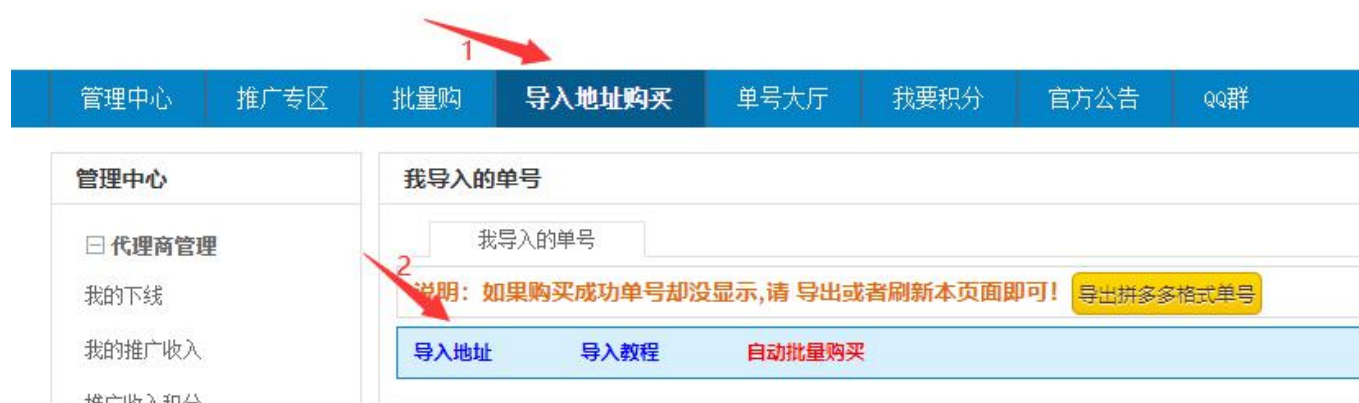 1
管理中心 推广专区 批量购 导入地址购买 单号大厅 我要积分 官方公告 QQ群
管理中心
我导入的单号
代理商管理
我导入的单号
2
我的下线
说明：如果购买成功单号却没显示,请 导出或者刷新本页面即可！ 导出拼多多格式单号
我的推广收入
导入地址 导入教程 自动批量购买
推广收入积分